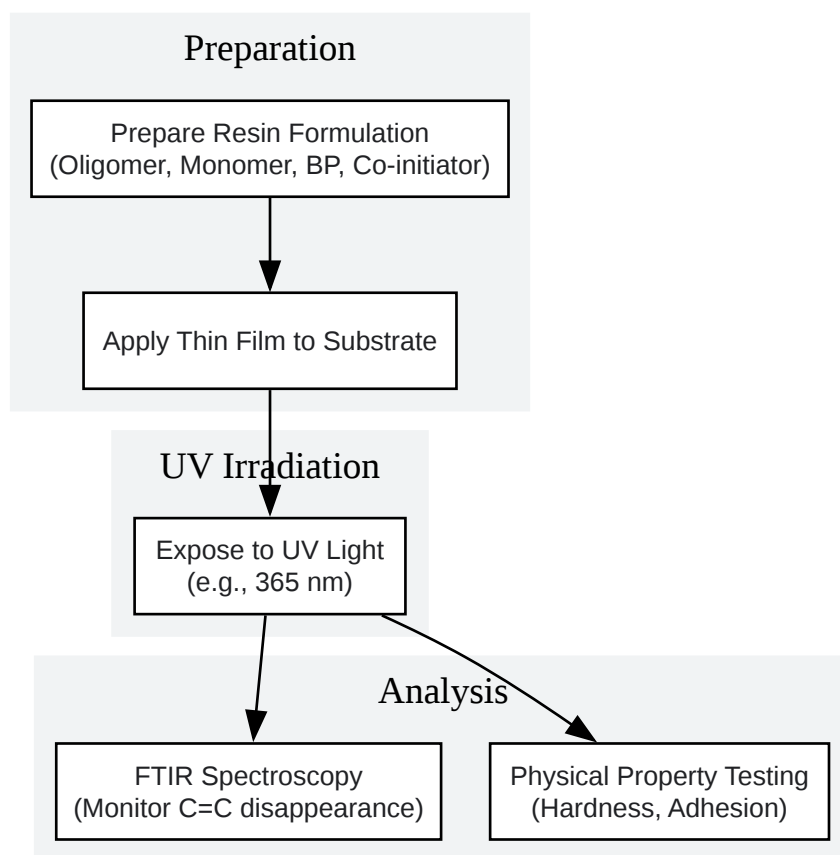 Preparation
Prepare Resin Formulation
(Oligomer, Monomer, BP, Co-initiator)
Apply Thin Film to Substrate
UV Irradiation
Expose to UV Light
(e.g., 365 nm)
Analysis
FTIR Spectroscopy
(Monitor C=C disappearance)
Physical Property Testing
(Hardness, Adhesion)